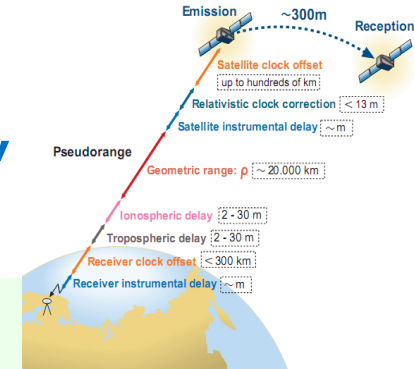 Emission
~300m
Reception
Satellite clock offset
up to hundreds of km
Relativistic clock correction < 13 m
Satellite instrumental delay ~m
Pseudorange
Geometric range: ρ ~ 20.000 km
Ionospheric delay 2 - 30 m
Tropospheric delay 2 - 30 m
Receiver clock offset < 300 km
Receiver instrumental delay ~m